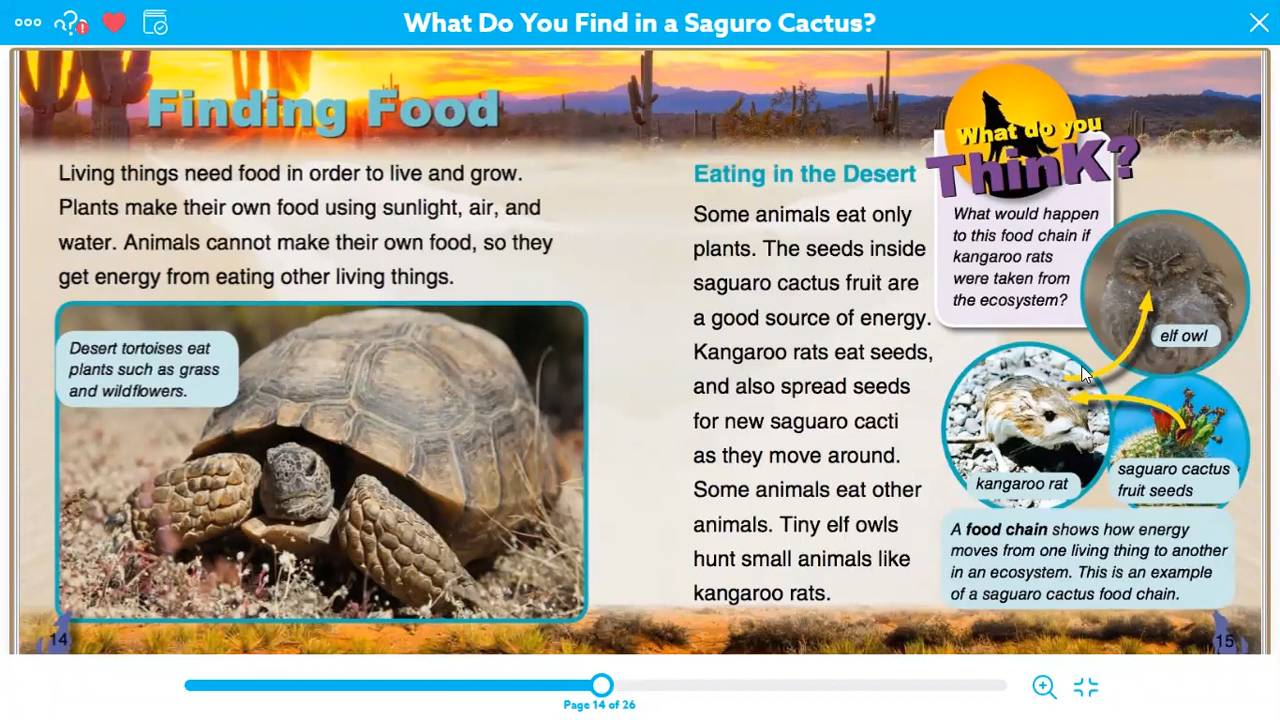 What Do You Find in a Saguro Cactus?
Finding Food
Living things need food in order to live and grow.
Plants make their own food using sunlight, air, and
water. Animals cannot make their own food, so they
get energy from eating other living things.
Desert tortoises eat
plants such as grass
and wildflowers.
14
Eating in the Desert
Some animals eat only
plants. The seeds inside
saguaro cactus fruit are
a good source of energy.
Kangaroo rats eat seeds,
and also spread seeds
for new saguaro cacti
as they move around.
Some animals eat other
animals. Tiny elf owls
hunt small animals like
kangaroo rats.
What do you
ThinK?
What would happen
to this food chain if
kangaroo rats
were taken from
the ecosystem?
elf owl
kangaroo rat
saguaro cactus
fruit seeds
A food chain shows how energy
moves from one living thing to another
in an ecosystem. This is an example
of a saguaro cactus food chain.
15
Page 14 of 26